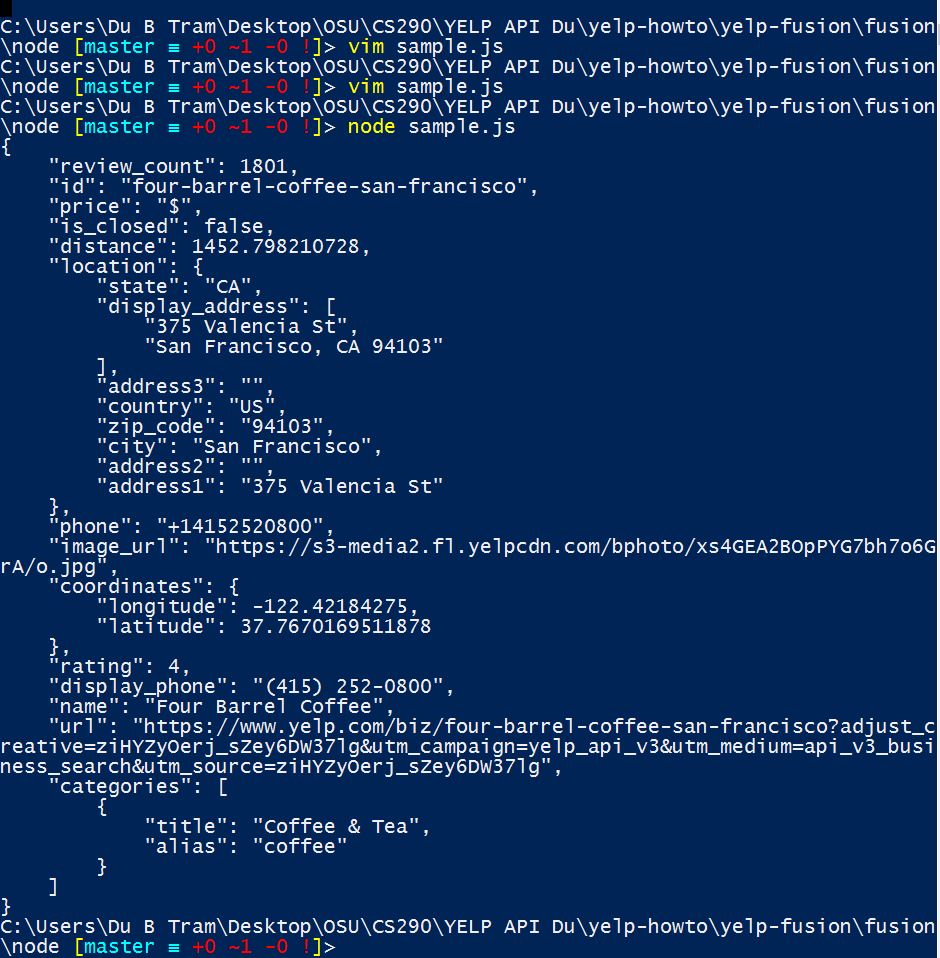 C:\Users\Du B Tram\Desktop\OSU\CS290\YELP API Du\yelp-howto\yelp-fusion\fusion
\node [master ≡ +0 ~1 -0 !]> vim sample.js
C:\Users\Du B Tram\Desktop\OSU\CS290\YELP API Du\yelp-howto\yelp-fusion\fusion
\node [master ≡ +0 ~1 -0 !]> vim sample.js
C:\Users\Du B Tram\Desktop\OSU\CS290\YELP API Du\yelp-howto\yelp-fusion\fusion
\node [master ≡ +0 ~1 -0 !]> node sample.js
{
    "review_count": 1801,
    "id": "four-barrel-coffee-san-francisco",
    "price": "$",
    "is_closed": false,
    "distance": 1452.798210728,
    "location": {
        "state": "CA",
        "display_address": [
            "375 Valencia St",
            "San Francisco, CA 94103"
        ],
        "address3": "",
        "country": "US",
        "zip_code": "94103",
        "city": "San Francisco",
        "address2": "",
        "address1": "375 Valencia St"
    },
    "phone": "+14152520800",
    "image_url": "https://s3-media2.fl.yelpcdn.com/bphoto/xs4GEA2BOpPYG7bh7o6G
rA/o.jpg",
    "coordinates": {
        "longitude": -122.42184275,
        "latitude": 37.7670169511878
    },
    "rating": 4,
    "display_phone": "(415) 252-0800",
    "name": "Four Barrel Coffee",
    "url": "https://www.yelp.com/biz/four-barrel-coffee-san-francisco?adjust_c
reative=ziHYZyOerj_sZey6DW37lg&utm_campaign=yelp_api_v3&utm_medium=api_v3_busi
ness_search&utm_source=ziHYZyOerj_sZey6DW37lg",
    "categories": [
        {
            "title": "Coffee & Tea",
            "alias": "coffee"
        }
    ]
}
C:\Users\Du B Tram\Desktop\OSU\CS290\YELP API Du\yelp-howto\yelp-fusion\fusion
\node [master ≡ +0 ~1 -0 !]>